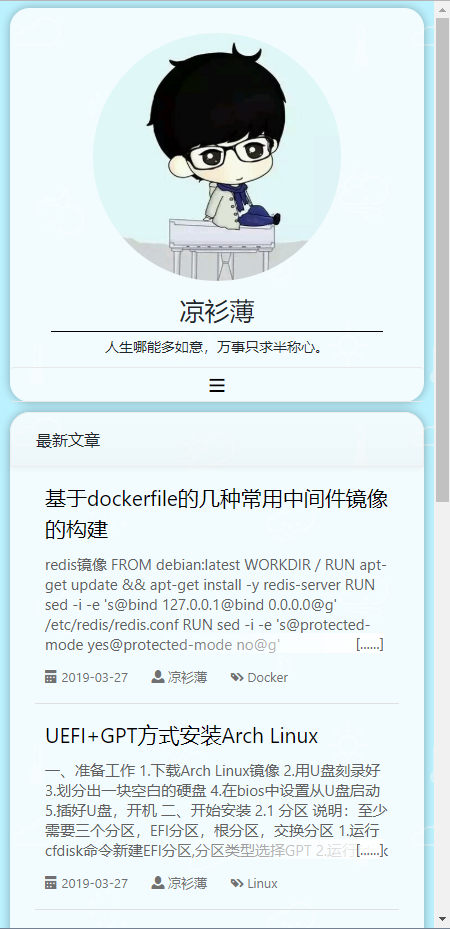 凉衫薄
人生哪能多如意，万事只求半称心。
最新文章
基于dockerfile的几种常用中间件镜像
的构建
redis镜像 FROM debian:latest WORKDIR / RUN apt-
get update && apt-get install -y redis-server RUN
sed -i -e 's@bind 127.0.0.1@bind 0.0.0.0@g'
/etc/redis/redis.conf RUN sed -i -e 's@protected-
mode yes@protected-mode no@g' [......]
2019-03-27 凉衫薄 Docker
UEFI+GPT方式安装Arch Linux
一、准备工作 1.下载Arch Linux镜像 2.用U盘刻录好
3.划分出一块空白的硬盘 4.在bios中设置从U盘启动
5.插好U盘，开机 二、开始安装 2.1 分区 说明：至少
需要三个分区，EFI分区，根分区，交换分区 1.运行
cfdisk命令新建EFI分区,分区类型选择GPT 2.运行[......]
2019-03-27 凉衫薄 Linux